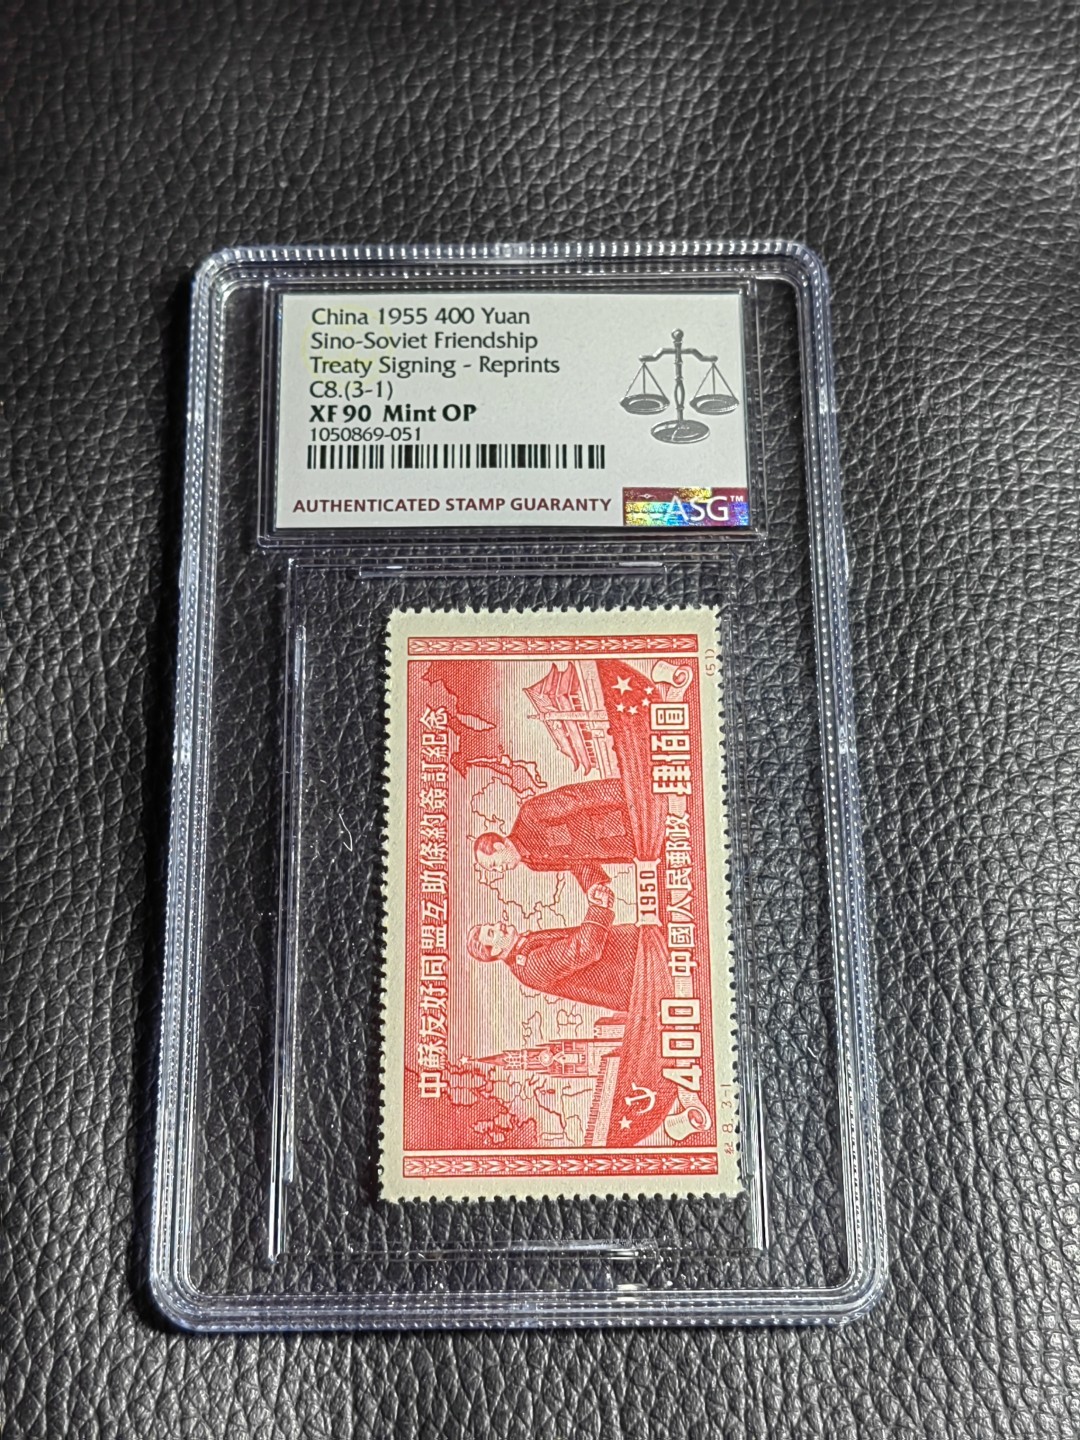 China 1955 400 Yuan
Sino-Soviet Friendship
Treaty Signing - Reprints
C8.(3-1)
XF 90 Mint OP
1050869-051
AUTHENTICATED STAMP GUARANTY
ASG™
中蘇友好同盟互助條約簽訂紀念
1950
400 中國人民郵政 肆佰圓
紀8.3-1
(51)